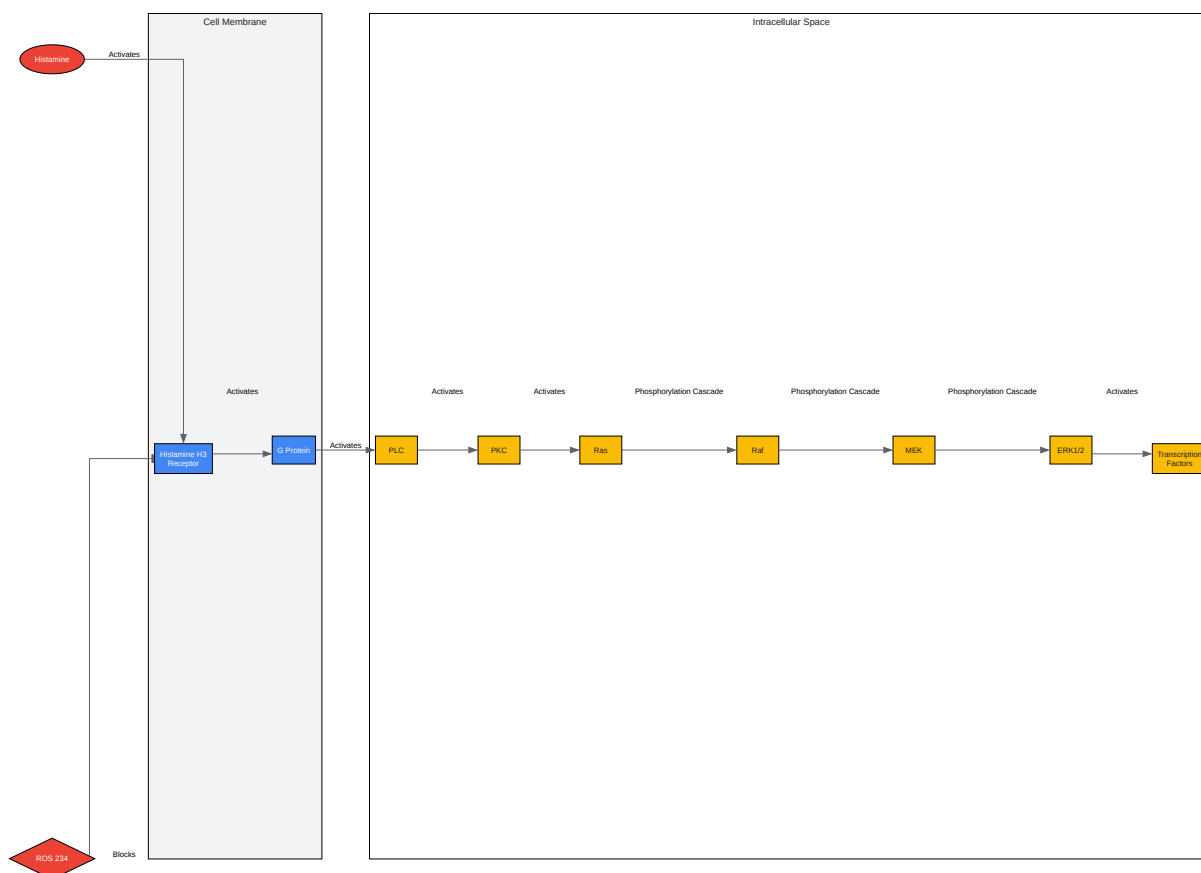 Cell Membrane
Intracellular Space
Histamine
Activates
Activates
Activates
Activates
Phosphorylation Cascade
Phosphorylation Cascade
Phosphorylation Cascade
Activates
Histamine H3
Receptor
G Protein
Activates
PLC
PKC
Ras
Raf
MEK
ERK1/2
Transcription
Factors
ROS 234
Blocks